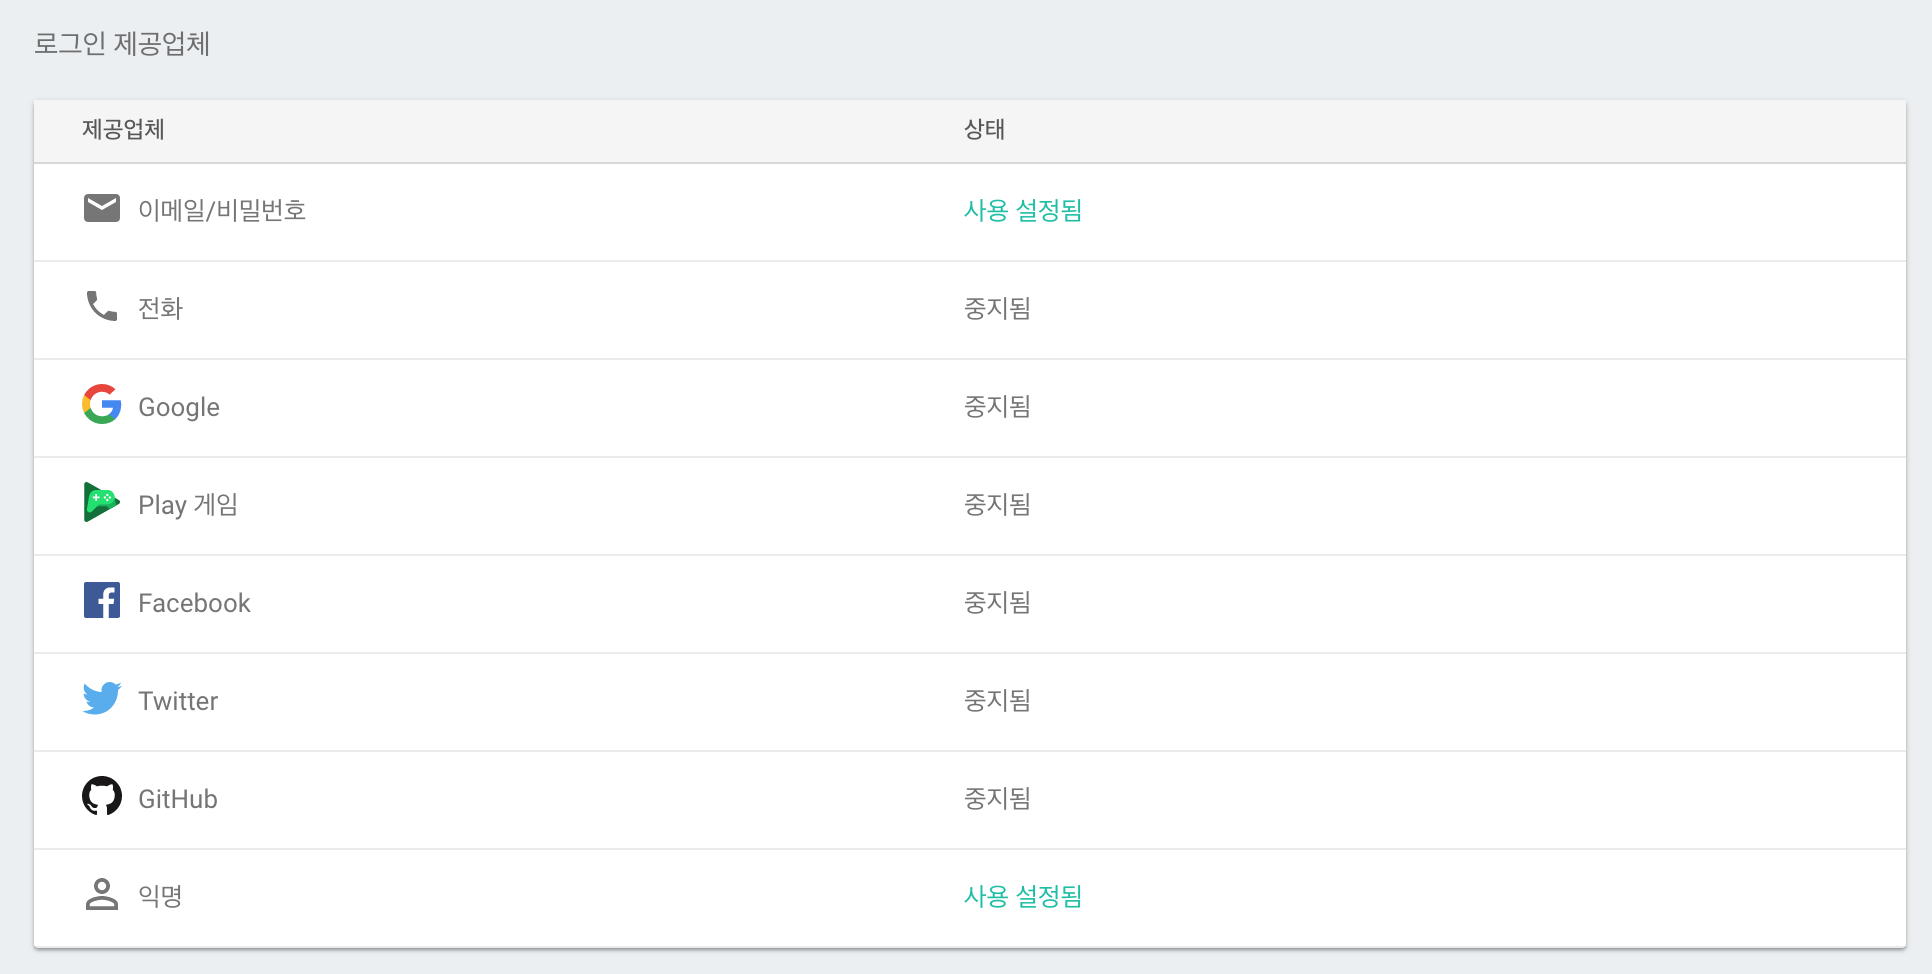 로그인 제공업체
제공업체 상태
이메일/비밀번호 사용 설정됨
전화 중지됨
Google 중지됨
Play 게임 중지됨
Facebook 중지됨
Twitter 중지됨
GitHub 중지됨
익명 사용 설정됨